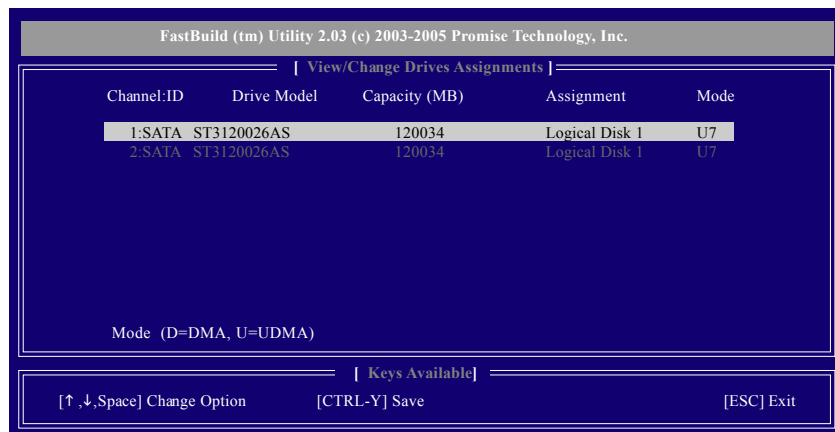 FastBuild (tm) Utility 2.03 (c) 2003-2005 Promise Technology, Inc.
[ View/Change Drives Assignments ]
Channel:ID Drive Model Capacity (MB) Assignment Mode
1:SATA ST3120026AS 120034 Logical Disk 1 U7
2:SATA ST3120026AS 120034 Logical Disk 1 U7
Mode (D=DMA, U=UDMA)
[ Keys Available]
[↑ ,↓,Space] Change Option [CTRL-Y] Save [ESC] Exit